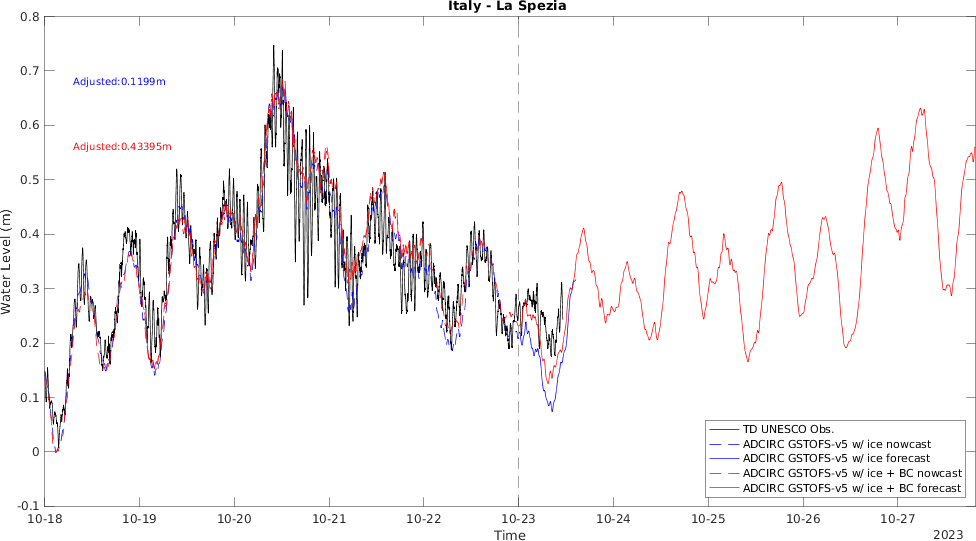 Italy - La Spezia
0.8
0.7
0.6
0.5
0.4
0.3
0.2
0.1
0
-0.1
Water Level (m)
Adjusted:0.1199m
Adjusted:0.43395m
TD UNESCO Obs.
ADCIRC GSTOFS-v5 w/ ice nowcast
ADCIRC GSTOFS-v5 w/ ice forecast
ADCIRC GSTOFS-v5 w/ ice + BC nowcast
ADCIRC GSTOFS-v5 w/ ice + BC forecast
10-18 10-19 10-20 10-21 10-22 10-23 10-24 10-25 10-26 10-27
Time
2023